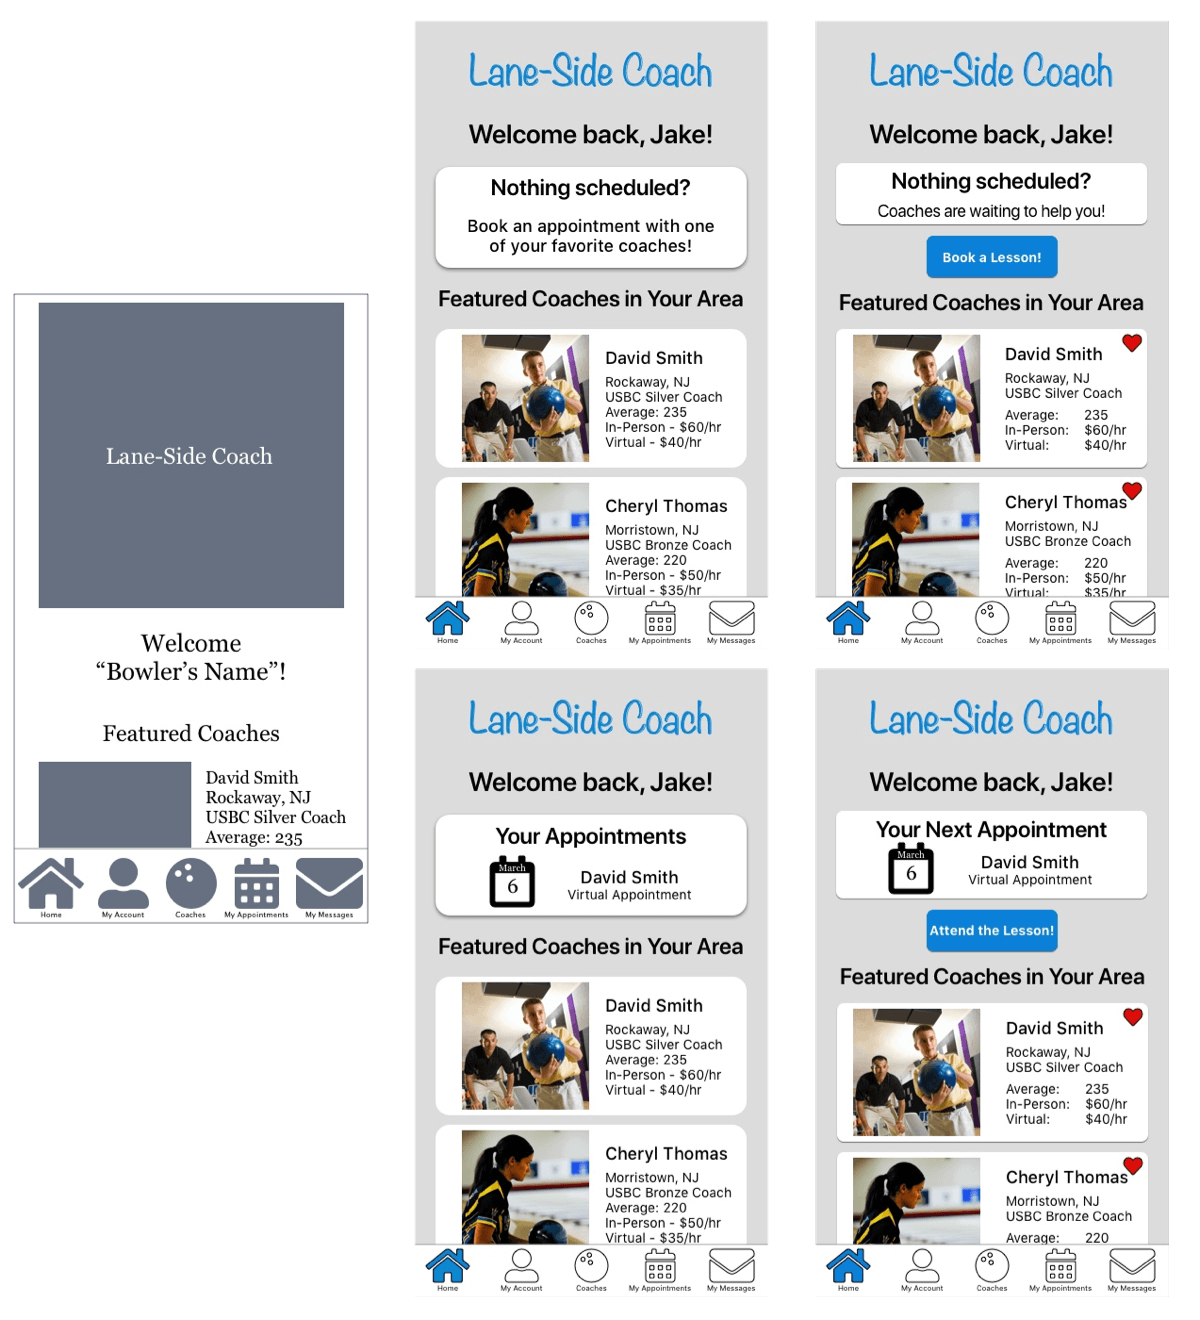 Lane-Side Coach
Welcome
“Bowler’s Name”!
Featured Coaches
David Smith
Rockaway, NJ
USBC Silver Coach
Average: 235
Home
My Account
Coaches
My Appointments
My Messages
Lane-Side Coach
Welcome back, Jake!
Nothing scheduled?
Book an appointment with one
of your favorite coaches!
Featured Coaches in Your Area
David Smith
Rockaway, NJ
USBC Silver Coach
Average: 235
In-Person - $60/hr
Virtual - $40/hr
Cheryl Thomas
Morristown, NJ
USBC Bronze Coach
Average: 220
In-Person - $50/hr
Virtual - $35/hr
Home
My Account
Coaches
My Appointments
My Messages
Lane-Side Coach
Welcome back, Jake!
Nothing scheduled?
Coaches are waiting to help you!
Book a Lesson!
Featured Coaches in Your Area
David Smith
Rockaway, NJ
USBC Silver Coach
Average: 235
In-Person: $60/hr
Virtual: $40/hr
Cheryl Thomas
Morristown, NJ
USBC Bronze Coach
Average: 220
In-Person: $50/hr
Virtual: $35/hr
Home
My Account
Coaches
My Appointments
My Messages
Lane-Side Coach
Welcome back, Jake!
Your Appointments
March
6
David Smith
Virtual Appointment
Featured Coaches in Your Area
David Smith
Rockaway, NJ
USBC Silver Coach
Average: 235
In-Person - $60/hr
Virtual - $40/hr
Cheryl Thomas
Morristown, NJ
USBC Bronze Coach
Average: 220
In-Person - $50/hr
Virtual - $35/hr
Home
My Account
Coaches
My Appointments
My Messages
Lane-Side Coach
Welcome back, Jake!
Your Next Appointment
March
6
David Smith
Virtual Appointment
Attend the Lesson!
Featured Coaches in Your Area
David Smith
Rockaway, NJ
USBC Silver Coach
Average: 235
In-Person: $60/hr
Virtual: $40/hr
Cheryl Thomas
Morristown, NJ
USBC Bronze Coach
Average: 220
Home
My Account
Coaches
My Appointments
My Messages